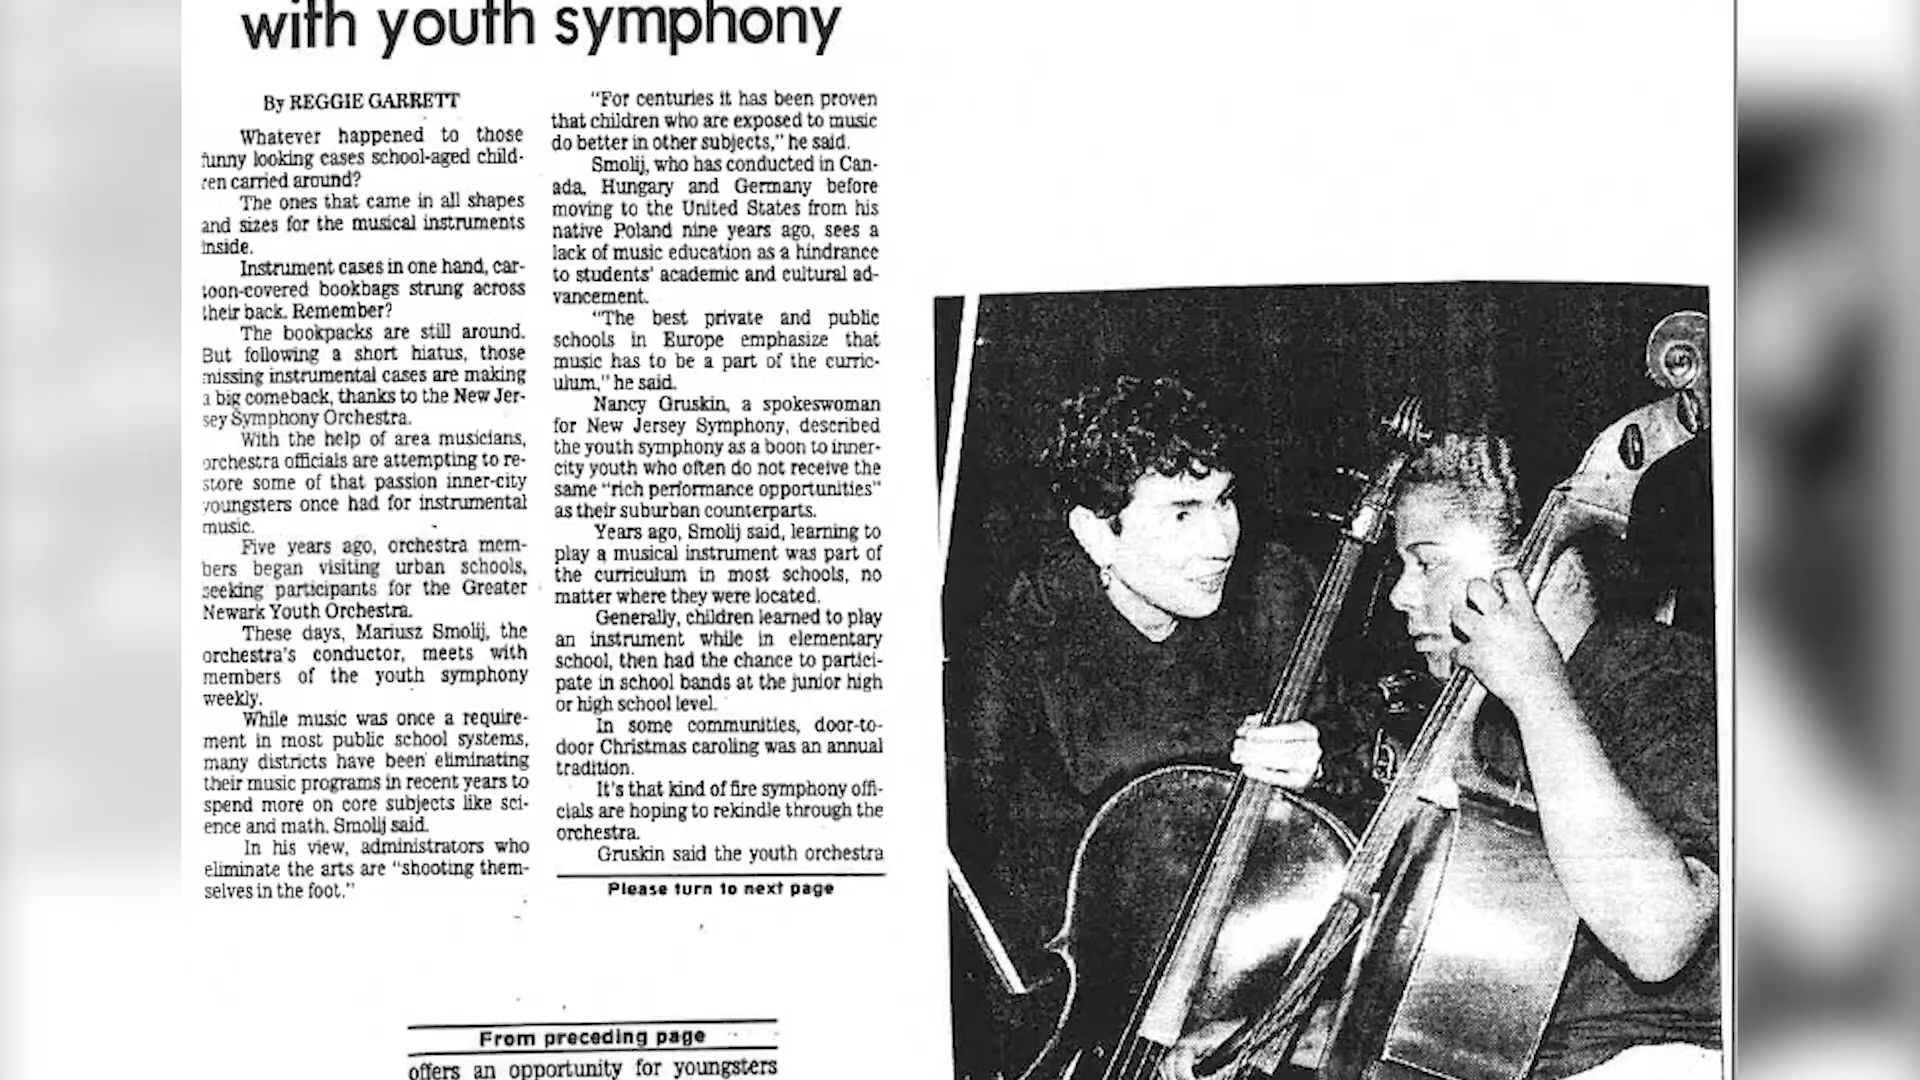 with youth symphony
By REGGIE GARRETT
Whatever happened to those
funny looking cases school-aged child-
ren carried around?
The ones that came in all shapes
and sizes for the musical instruments
inside.
Instrument cases in one hand, car-
toon-covered bookbags strung across
their back. Remember?
The bookpacks are still around.
But following a short hiatus, those
missing instrumental cases are making
a big comeback, thanks to the New Jer-
sey Symphony Orchestra.
With the help of area musicians,
orchestra officials are attempting to re-
store some of that passion inner-city
youngsters once had for instrumental
music.
Five years ago, orchestra mem-
bers began visiting urban schools,
seeking participants for the Greater
Newark Youth Orchestra.
These days, Mariusz Smolij, the
orchestra's conductor, meets with
members of the youth symphony
weekly.
While music was once a require-
ment in most public school systems,
many districts have been eliminating
their music programs in recent years to
spend more on core subjects like sci-
ence and math, Smolij said.
In his view, administrators who
eliminate the arts are "shooting them-
selves in the foot."
"For centuries it has been proven
that children who are exposed to music
do better in other subjects," he said.
Smolij, who has conducted in Can-
ada, Hungary and Germany before
moving to the United States from his
native Poland nine years ago, sees a
lack of music education as a hindrance
to students' academic and cultural ad-
vancement.
"The best private and public
schools in Europe emphasize that
music has to be a part of the curric-
ulum," he said.
Nancy Gruskin, a spokeswoman
for New Jersey Symphony, described
the youth symphony as a boon to inner-
city youth who often do not receive the
same "rich performance opportunities"
as their suburban counterparts.
Years ago, Smolij said, learning to
play a musical instrument was part of
the curriculum in most schools, no
matter where they were located.
Generally, children learned to play
an instrument while in elementary
school, then had the chance to partici-
pate in school bands at the junior high
or high school level.
In some communities, door-to-
door Christmas caroling was an annual
tradition.
It's that kind of fire symphony offi-
cials are hoping to rekindle through the
orchestra.
Gruskin said the youth orchestra
Please turn to next page
From preceding page
offers an opportunity for youngsters